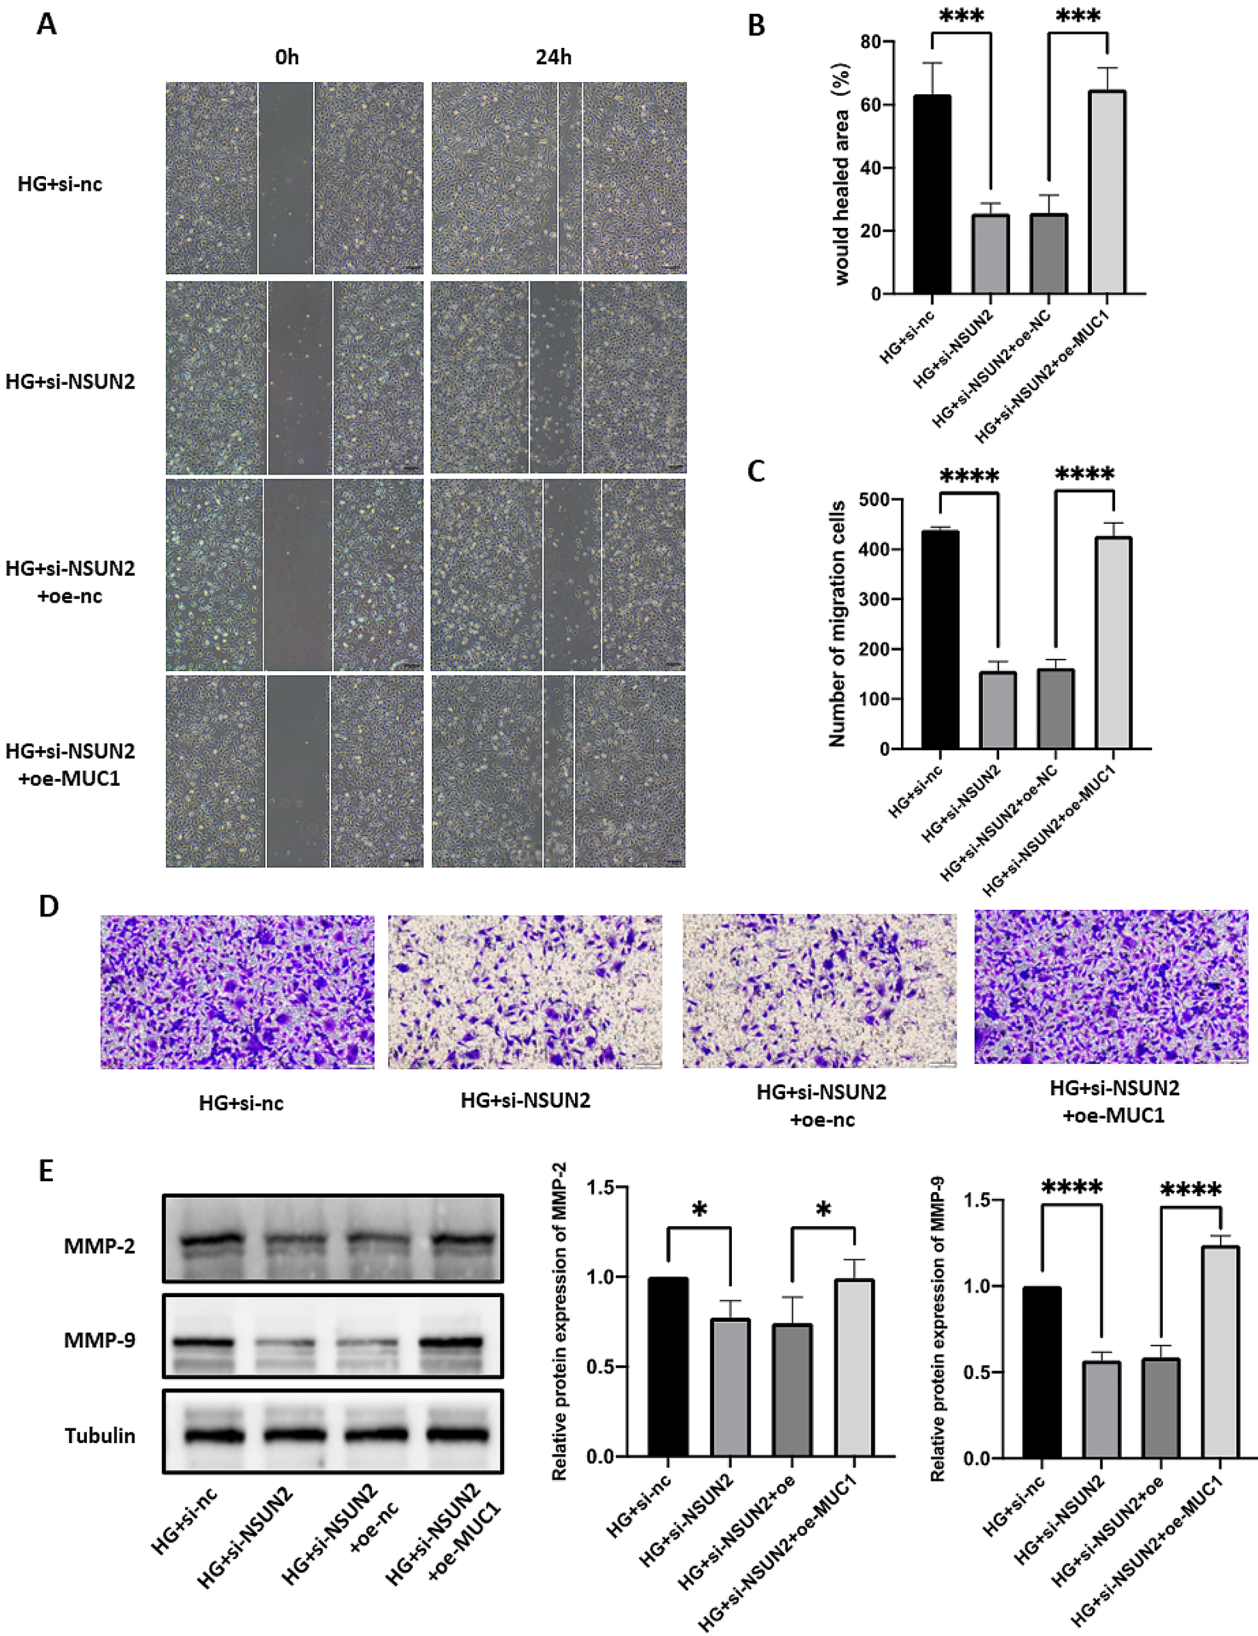 A
0h
24h
HG+si-nc
HG+si-NSUN2
HG+si-NSUN2
+oe-nc
HG+si-NSUN2
+oe-MUC1
B
***
***
would healed area (%)
80
60
40
20
0
HG+si-nc
HG+si-NSUN2
HG+si-NSUN2+oe-NC
HG+si-NSUN2+oe-MUC1
C
****
****
Number of migration cells
500
400
300
200
100
0
HG+si-nc
HG+si-NSUN2
HG+si-NSUN2+oe-NC
HG+si-NSUN2+oe-MUC1
D
HG+si-nc
HG+si-NSUN2
HG+si-NSUN2
+oe-nc
HG+si-NSUN2
+oe-MUC1
E
MMP-2
MMP-9
Tubulin
HG+si-nc
HG+si-NSUN2
HG+si-NSUN2
+oe-nc
HG+si-NSUN2
+oe-MUC1
Relative protein expression of MMP-2
1.5
1.0
0.5
0.0
*
*
HG+si-nc
HG+si-NSUN2
HG+si-NSUN2+oe
HG+si-NSUN2+oe-MUC1
Relative protein expression of MMP-9
1.5
1.0
0.5
0.0
****
****
HG+si-nc
HG+si-NSUN2
HG+si-NSUN2+oe
HG+si-NSUN2+oe-MUC1